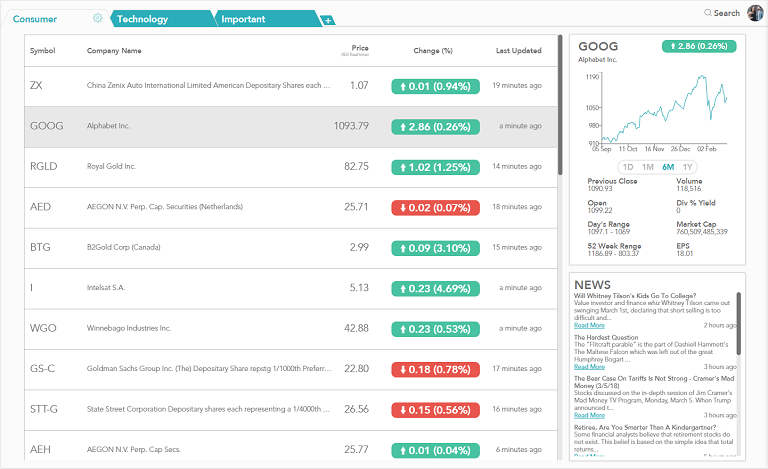 Consumer
Technology
Important
+
Search
Symbol Company Name Price Change (%) Last Updated
ZX China Zenix Auto International Limited American Depositary Shares each ... 1.07 0.01 (0.94%) 19 minutes ago
GOOG Alphabet Inc. 1093.79 2.86 (0.26%) a minute ago
RGLD Royal Gold Inc. 82.75 1.02 (1.25%) 14 minutes ago
AED AEGON N.V. Perp. Cap. Securities (Netherlands) 25.71 0.02 (0.07%) 18 minutes ago
BTG B2Gold Corp (Canada) 2.99 0.09 (3.10%) 15 minutes ago
I Intelsat S.A. 5.13 0.23 (4.69%) a minute ago
WGO Winnebago Industries Inc. 42.88 0.23 (0.53%) a minute ago
GS-C Goldman Sachs Group Inc. (The) Depositary Share repstg 1/1000th Preferr... 22.80 0.18 (0.78%) 17 minutes ago
STT-G State Street Corporation Depositary shares each representing a 1/4000th ... 26.56 0.15 (0.56%) 16 minutes ago
AEH AEGON N.V. Perp. Cap Secs. 25.77 0.01 (0.04%) 6 minutes ago
GOOG 2.86 (0.26%)
Alphabet Inc.
1190
1050
980
910
05 Sep 11 Oct 16 Nov 26 Dec 02 Feb
1D 1M 6M 1Y
Previous Close Volume
1090.93 118,516
Open Div % Yield
1099.22 0
Day's Range Market Cap
1097.1 - 1069 760,509,485,339
52 Week Range EPS
1186.89 - 803.37 18.01
NEWS
Will Whitney Tilson's Kids Go To College?
Value investor and finance whiz Whitney Tilson came out
swinging March 1st, declaring that short selling is too
difficult and...
Read More 2 hours ago
The Hardest Question
The "Flitcraft parable" is the part of Dashiell Hammett's
The Maltese Falcon which was left out of the great
Humphrey Bogart ...
Read More 3 hours ago
The Bear Case On Tariffs Is Not Strong - Cramer's Mad
Money (3/5/18)
Stocks discussed on the in-depth session of Jim Cramer's
Mad Money TV Program, Monday, March 5. When Trump
announced t...
Read More 3 hours ago
Retiree, Are You Smarter Than A Kindergartner?
Some financial analysts believe that retirement stocks do
not exist. This belief is based on the simple idea that total
returns...
Read More 5 hours ago